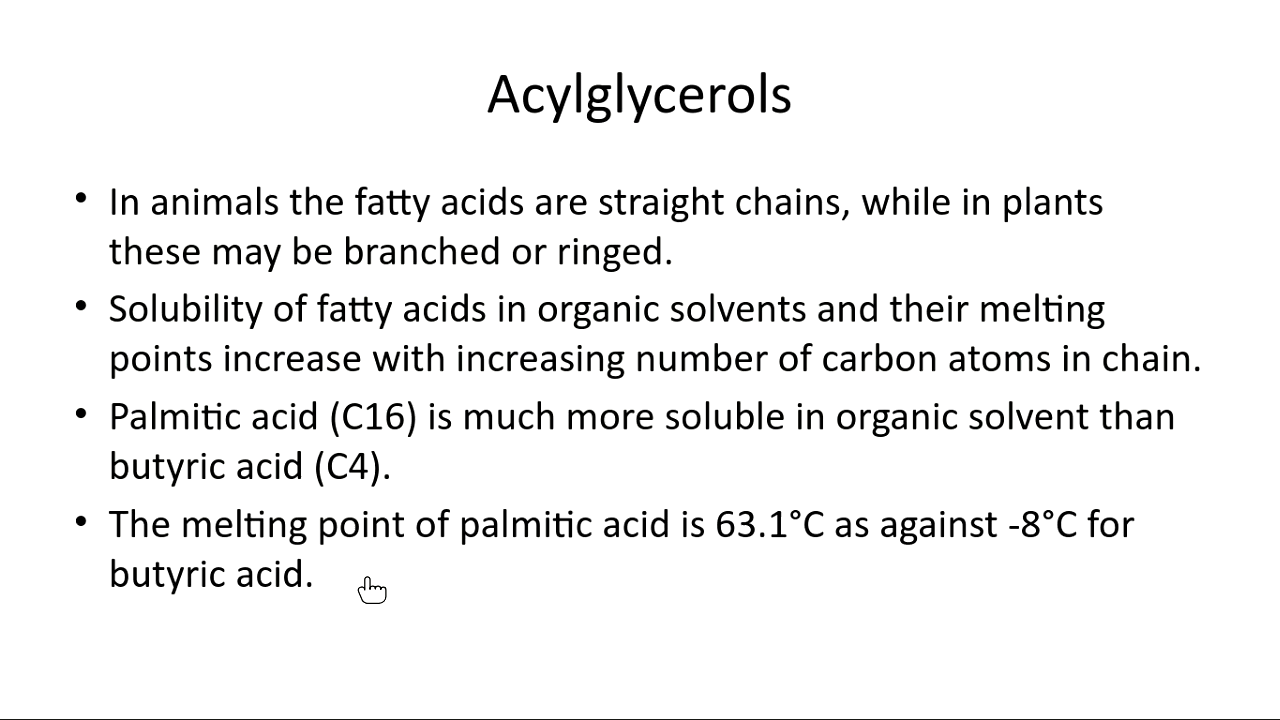 Acylglycerols
• In animals the fatty acids are straight chains, while in plants
these may be branched or ringed.
• Solubility of fatty acids in organic solvents and their melting
points increase with increasing number of carbon atoms in chain.
• Palmitic acid (C16) is much more soluble in organic solvent than
butyric acid (C4).
• The melting point of palmitic acid is 63.1°C as against -8°C for
butyric acid.